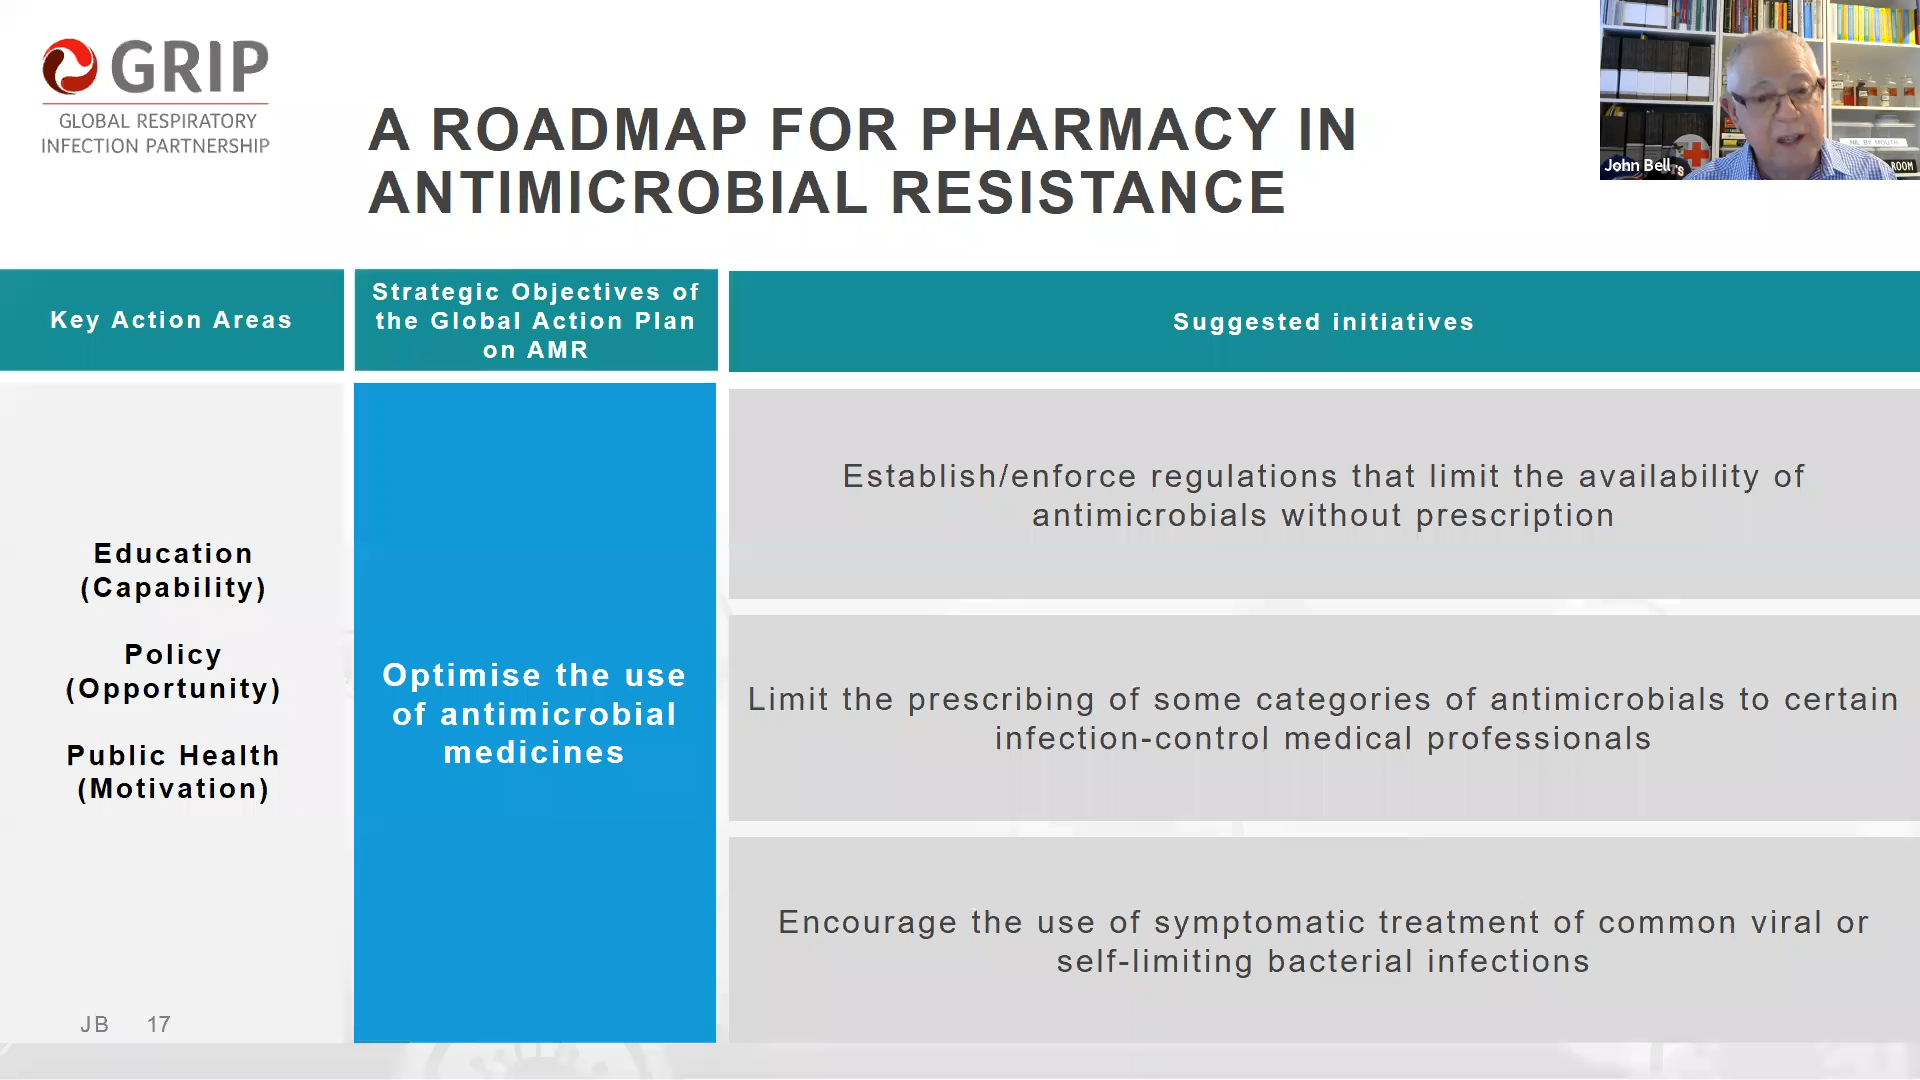 GRIP
GLOBAL RESPIRATORY
INFECTION PARTNERSHIP
A ROADMAP FOR PHARMACY IN
ANTIMICROBIAL RESISTANCE
John Bell
NIL BY MOUTH
ROOM
Key Action Areas
Strategic Objectives of
the Global Action Plan
on AMR
Suggested initiatives
Education
(Capability)
Policy
(Opportunity)
Public Health
(Motivation)
Optimise the use
of antimicrobial
medicines
Establish/enforce regulations that limit the availability of
antimicrobials without prescription
Limit the prescribing of some categories of antimicrobials to certain
infection-control medical professionals
Encourage the use of symptomatic treatment of common viral or
self-limiting bacterial infections
JB 17